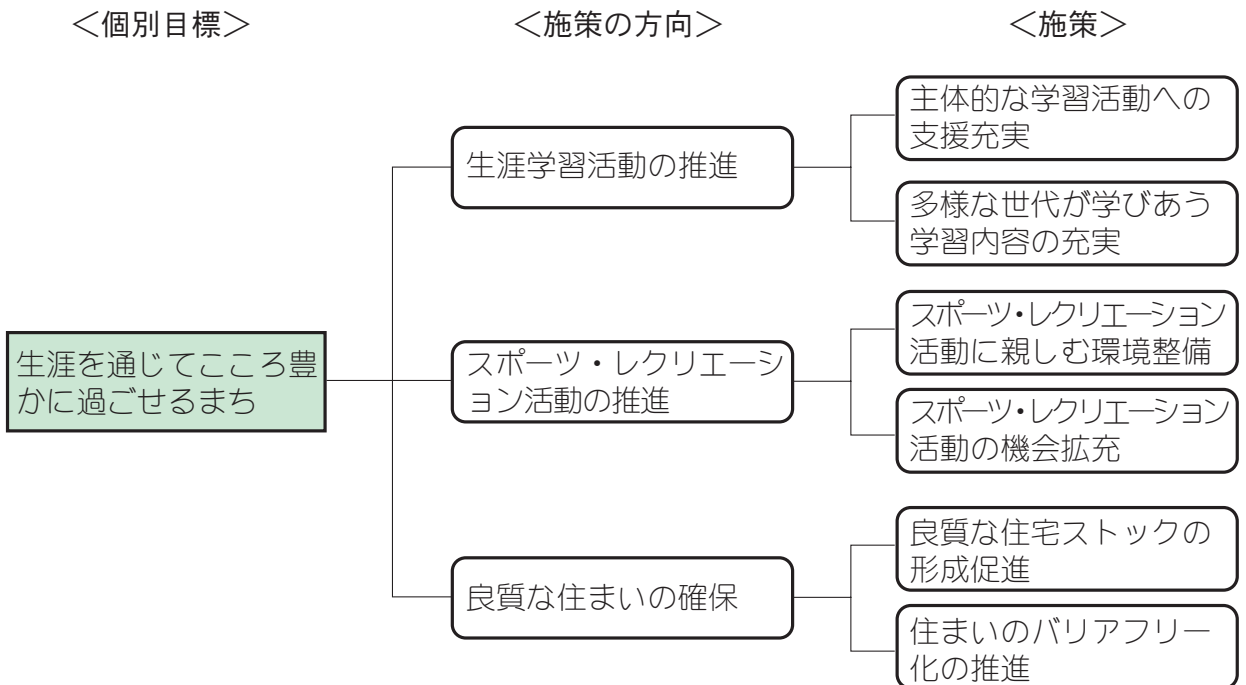 ＜個別目標＞
＜施策の方向＞
＜施策＞
生涯を通じてこころ豊
かに過ごせるまち
生涯学習活動の推進
主体的な学習活動への
支援充実
多様な世代が学びあう
学習内容の充実
スポーツ・レクリエーシ
ョン活動の推進
スポーツ・レクリエーション
活動に親しむ環境整備
スポーツ・レクリエーション
活動の機会拡充
良質な住まいの確保
良質な住宅ストックの
形成促進
住まいのバリアフリー
化の推進